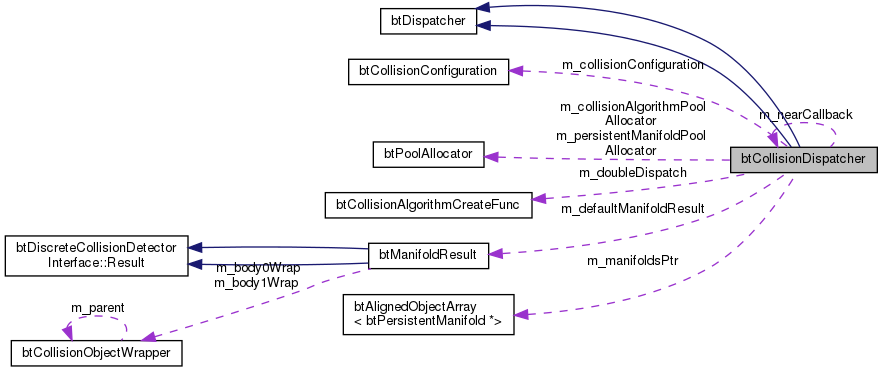 btDispatcher
m_collisionConfiguration
btCollisionConfiguration
m_collisionAlgorithmPool
Allocator
m_persistentManifoldPool
Allocator
m_nearCallback
btPoolAllocator
btCollisionDispatcher
m_doubleDispatch
btCollisionAlgorithmCreateFunc
m_defaultManifoldResult
btDiscreteCollisionDetector
Interface::Result
btManifoldResult
m_body0Wrap
m_body1Wrap
m_manifoldsPtr
m_parent
btAlignedObjectArray
< btPersistentManifold *>
btCollisionObjectWrapper